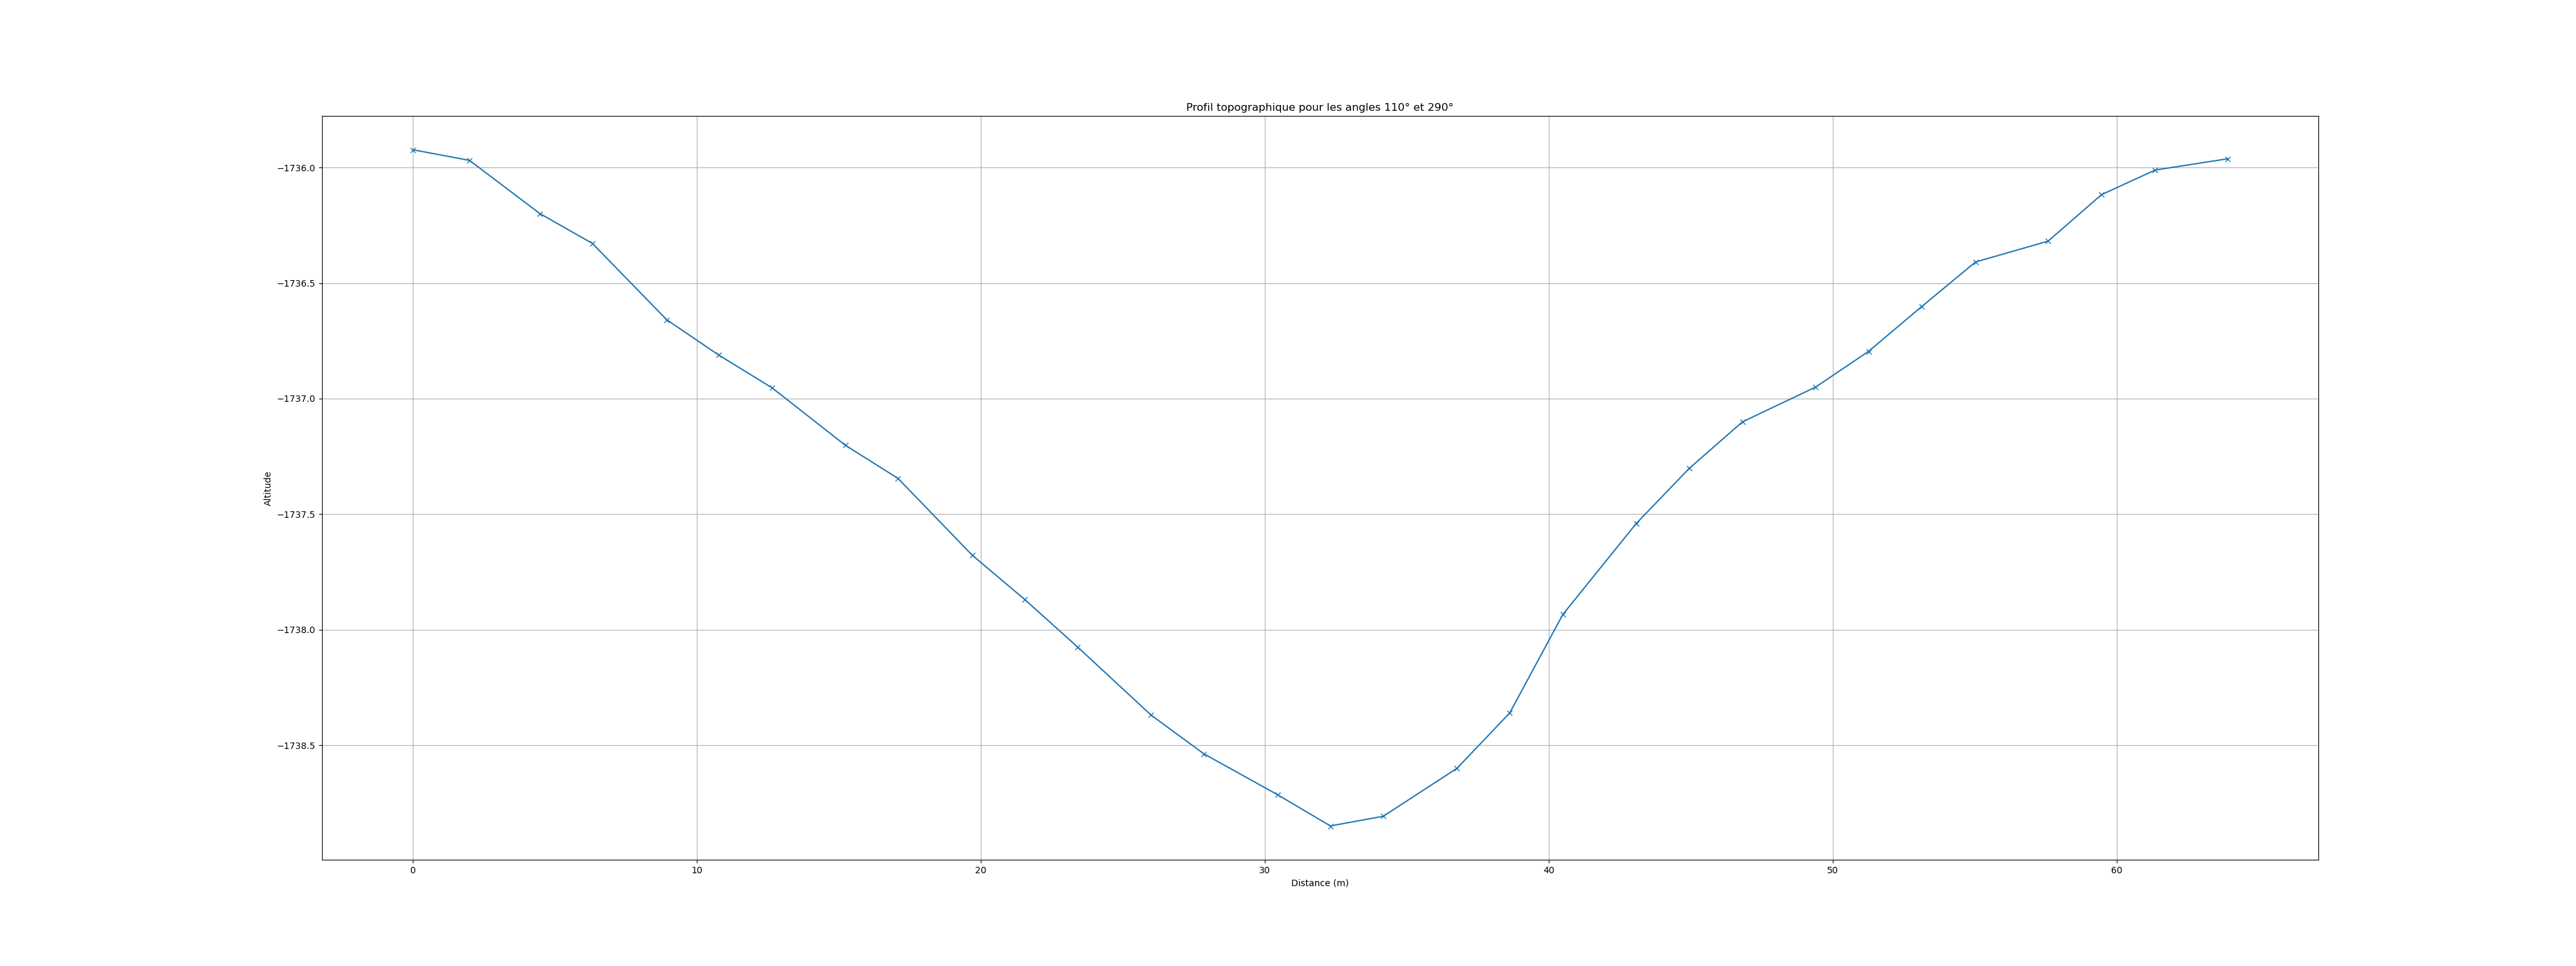 Profil topographique pour les angles 110° et 290°
Altitude
−1736.0
−1736.5
−1737.0
−1737.5
−1738.0
−1738.5
0 10 20 30 40 50 60
Distance (m)